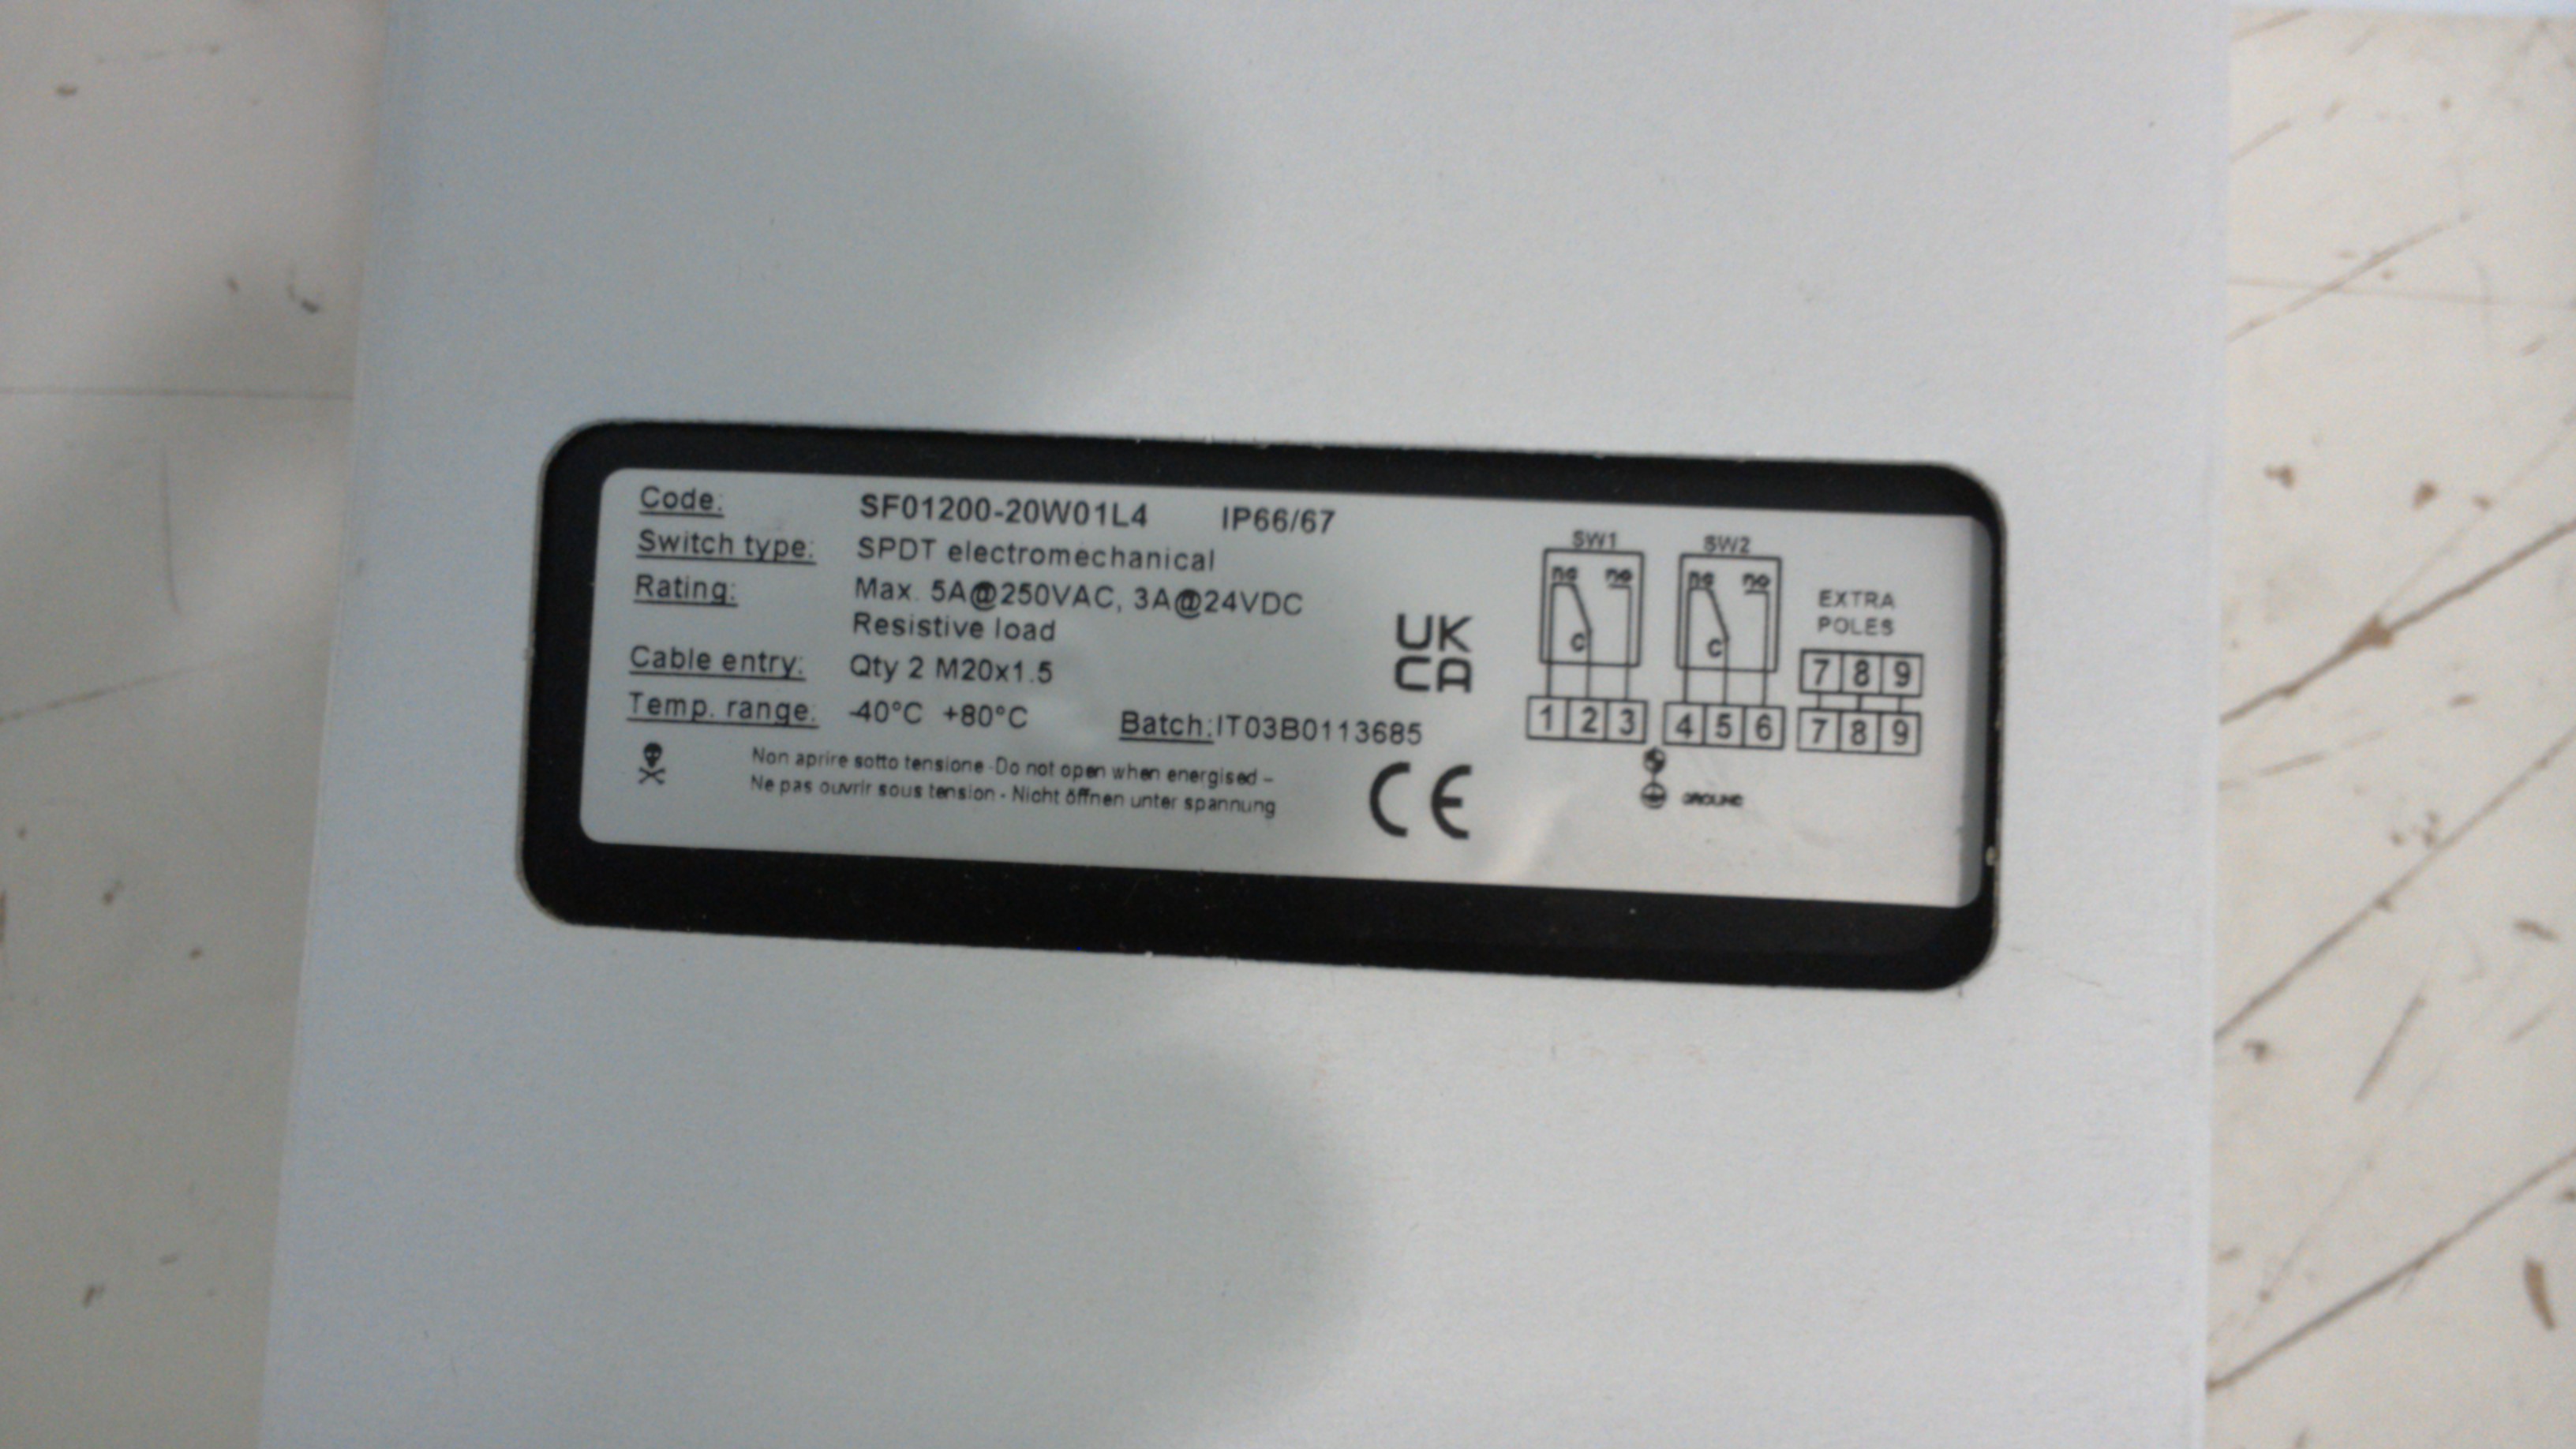 Code: SF01200-20W01L4 IP66/67
Switch type: SPDT electromechanical
Rating: Max. 5A@250VAC, 3A@24VDC
Resistive load
Cable entry: Qty 2 M20x1.5
Temp. range: -40°C +80°C Batch:IT03B0113685
Non aprire sotto tensione -Do not open when energised –
Ne pas ouvrir sous tension - Nicht öffnen unter spannung
UK
CA
CE
SW1 SW2
nc no nc no
C C
EXTRA
POLES
7 8 9
1 2 3 4 5 6 7 8 9
GROUND